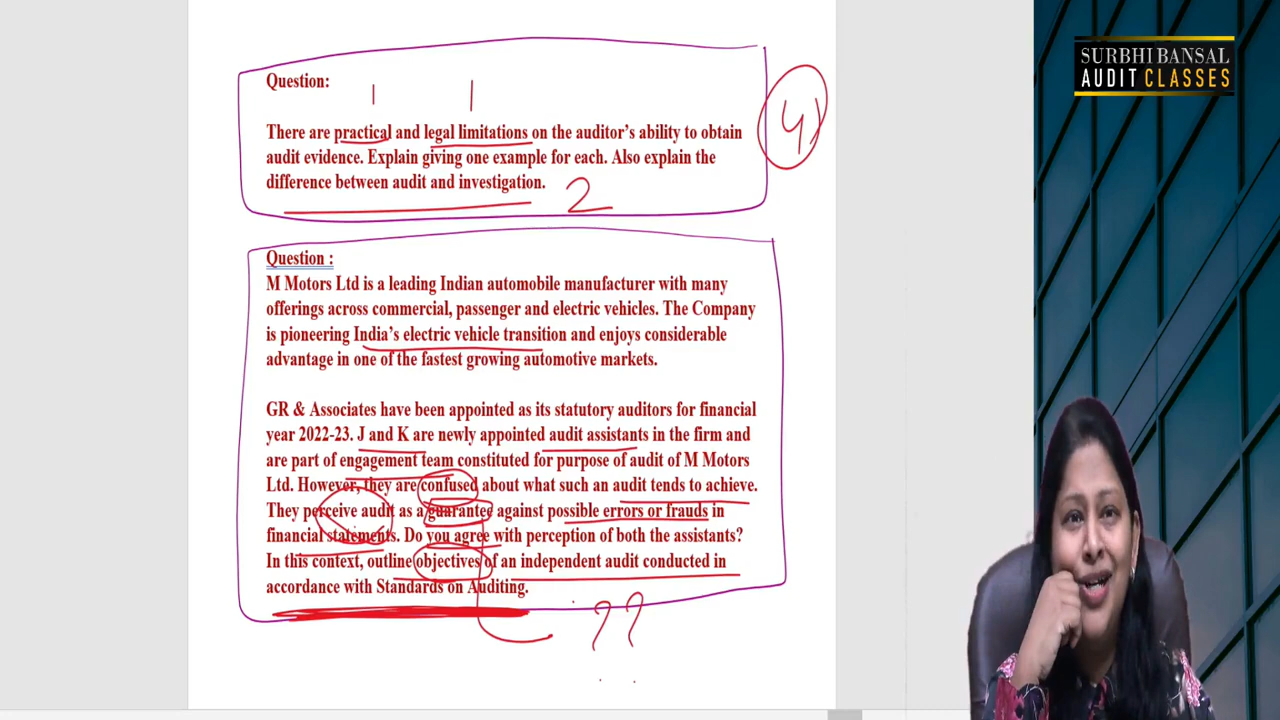 SURBHI BANSAL
AUDIT CLASSES
Question:
There are practical and legal limitations on the auditor's ability to obtain
audit evidence. Explain giving one example for each. Also explain the
difference between audit and investigation.
2
Question :
M Motors Ltd is a leading Indian automobile manufacturer with many
offerings across commercial, passenger and electric vehicles. The Company
is pioneering India's electric vehicle transition and enjoys considerable
advantage in one of the fastest growing automotive markets.
GR & Associates have been appointed as its statutory auditors for financial
year 2022-23. J and K are newly appointed audit assistants in the firm and
are part of engagement team constituted for purpose of audit of M Motors
Ltd. However, they are confused about what such an audit tends to achieve.
They perceive audit as a guarantee against possible errors or frauds in
financial statements. Do you agree with perception of both the assistants?
In this context, outline objectives of an independent audit conducted in
accordance with Standards on Auditing.
??